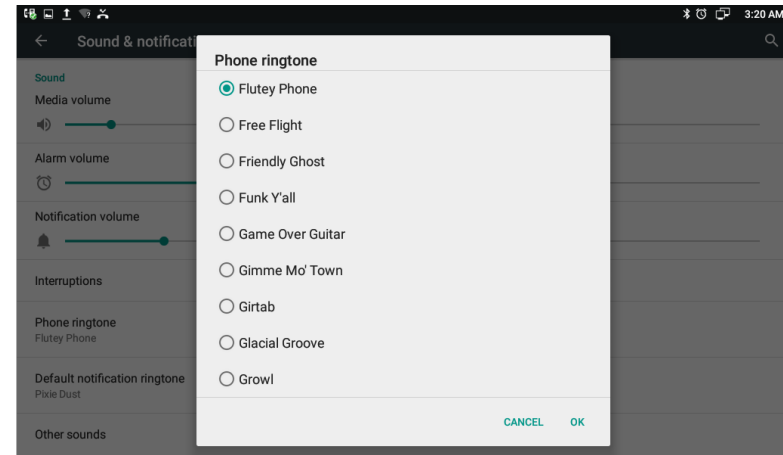 3:20 AM
Sound & notificati
Phone ringtone
Flutey Phone
Free Flight
Friendly Ghost
Funk Y'all
Game Over Guitar
Gimme Mo' Town
Girtab
Glacial Groove
Growl
CANCEL OK
Sound
Media volume
Alarm volume
Notification volume
Interruptions
Phone ringtone
Flutey Phone
Default notification ringtone
Pixie Dust
Other sounds